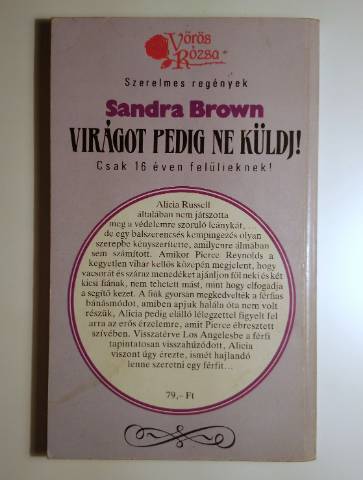 Vörös
Rózsa
Szerelmes regények
Sandra Brown
VIRÁGOT PEDIG NE KÜLDJ!
Csak 16 éven felülieknek!
Alicia Russell
általában nem játszotta
meg a védelemre szoruló leánykát,
de egy balszerencsés kempingezés olyan
szerepbe kényszerítette, amilyenre álmában
sem számított. Amikor Pierce Reynolds a
kegyetlen vihar kellős közepén megjelent, hogy
vacsorát és száraz menedéket ajánljon föl neki és két
kicsi fiának, nem tehetett mást, mint hogy elfogadja
a segítő kezet. A fiúk gyorsan megkedvelték a férfias
bánásmódot, amiben apjuk halála óta nem volt
részük, Alicia pedig elálló lélegzettel figyelt fel
arra az erős érzelemre, amit Pierce ébresztett
szívében. Visszatérve Los Angelesbe a férfi
tapintatosan visszahúzódott, Alicia
viszont úgy érezte, ismét hajlandó
lenne szeretni egy férfit...
79,– Ft